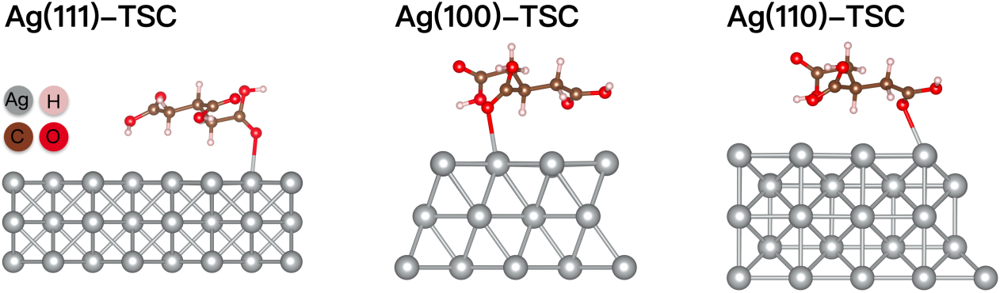 Ag(111)–TSC
Ag(100)–TSC
Ag(110)–TSC
Ag H
C O